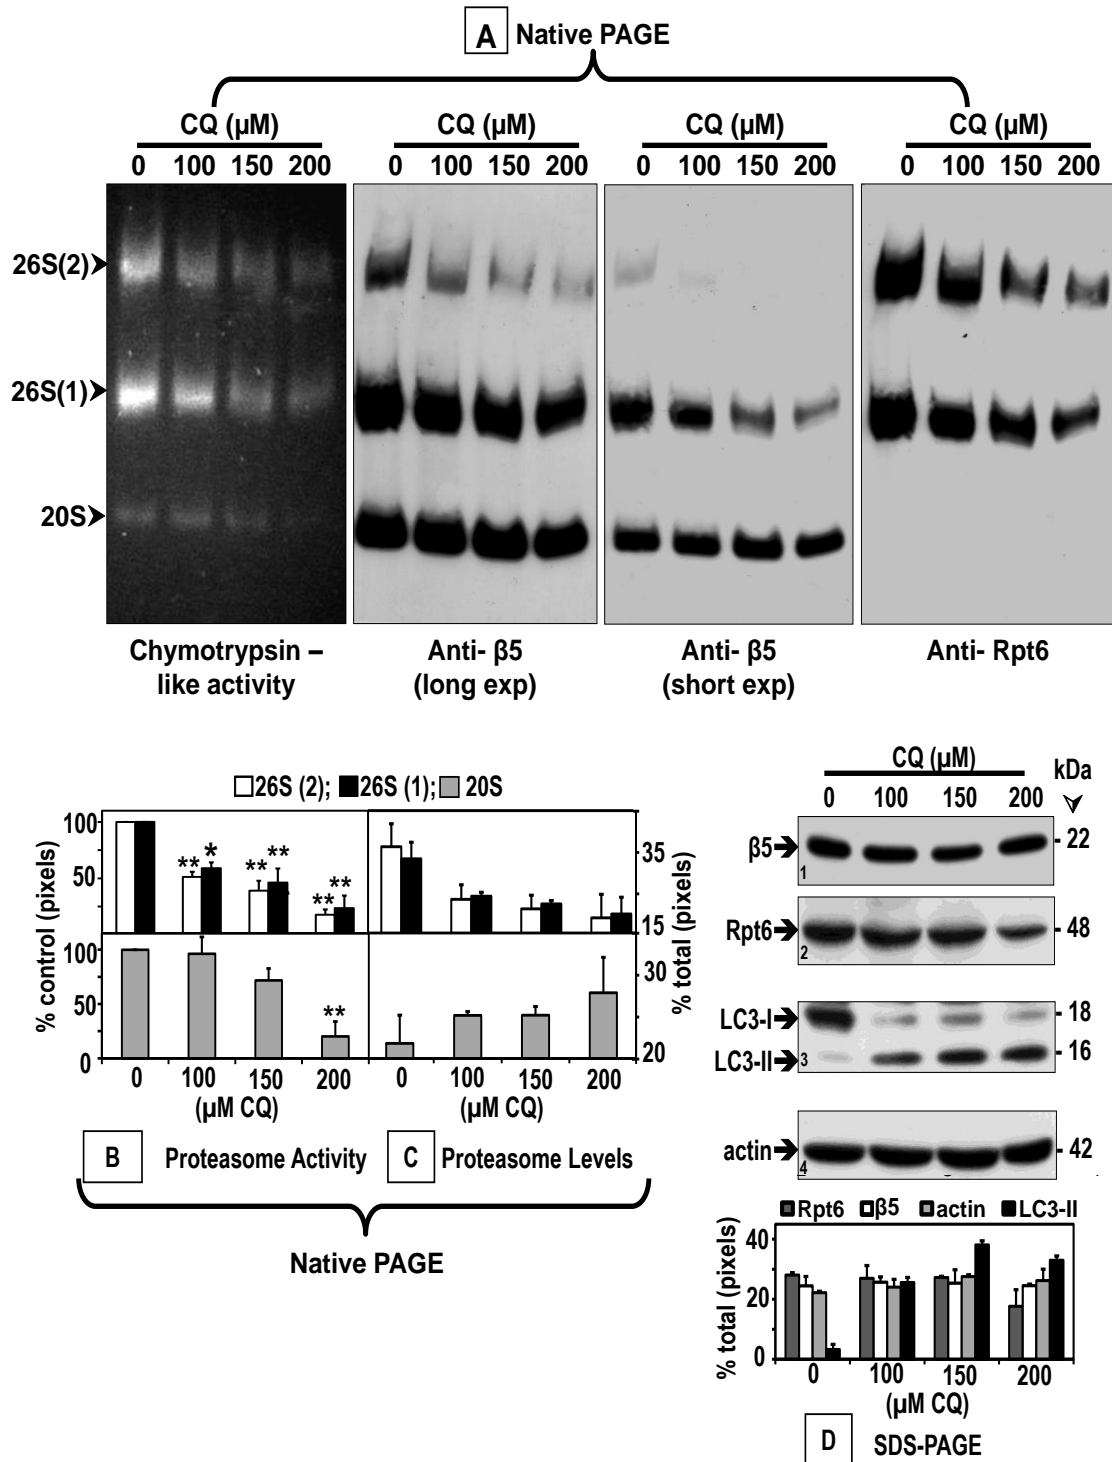 A Native PAGE
CQ (µM) CQ (µM) CQ (µM) CQ (µM)
0 100 150 200 0 100 150 200 0 100 150 200 0 100 150 200
26S(2)
26S(1)
20S
Chymotrypsin –
like activity
Anti- β5
(long exp)
Anti- β5
(short exp)
Anti- Rpt6
26S (2); 26S (1); 20S
% control (pixels)
100
50
** * ** ** ** **
100
50
0
**
0 100 150 200
(µM CQ)
B Proteasome Activity
35
15
30
20
% total (pixels)
0 100 150 200
(µM CQ)
C Proteasome Levels
Native PAGE
CQ (µM)
0 100 150 200
kDa
β5 1 - 22
Rpt6 2 - 48
LC3-I - 18
LC3-II 3 - 16
actin 4 - 42
Rpt6 β5 actin LC3-II
% total (pixels)
40
20
0
0 100 150 200
(µM CQ)
D SDS-PAGE